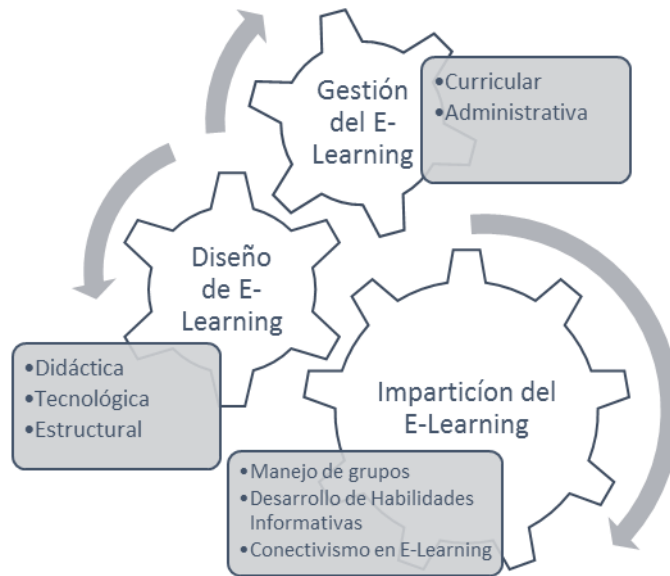 Gestión
del E-
Learning
•Curricular
•Administrativa
Diseño
de E-
Learning
•Didáctica
•Tecnológica
•Estructural
Imparticíon del
E-Learning
•Manejo de grupos
•Desarrollo de Habilidades
Informativas
•Conectivismo en E-Learning